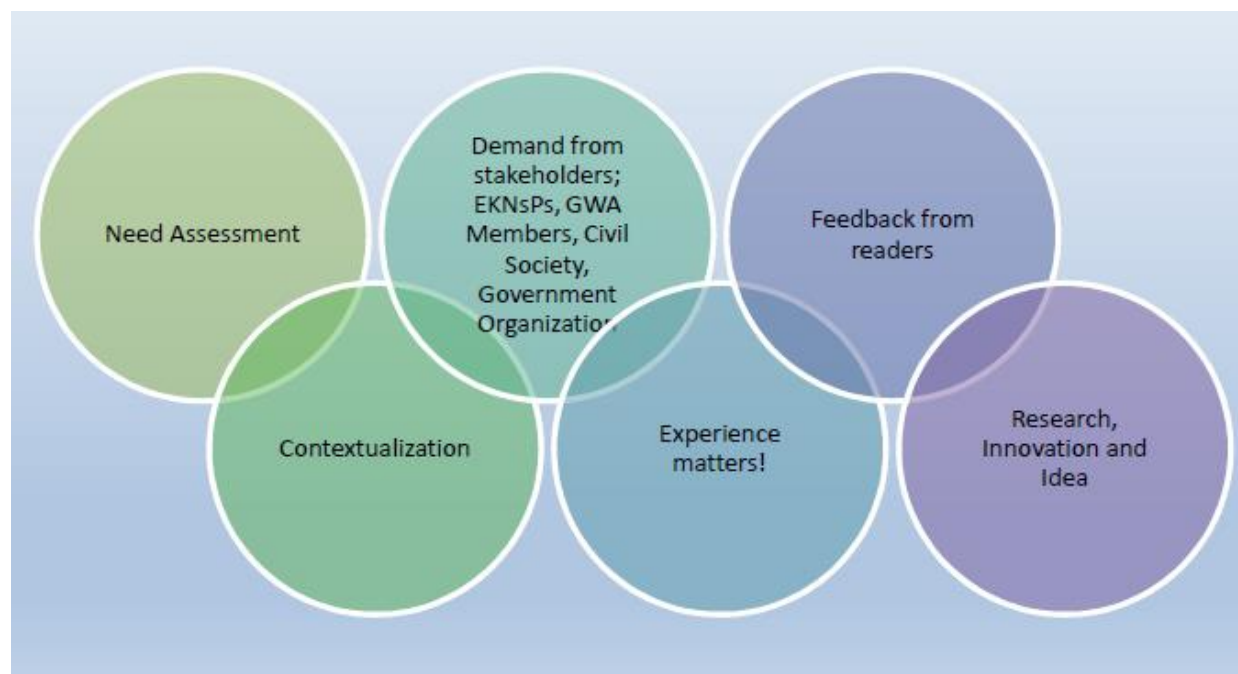 Need Assessment
Demand from
stakeholders;
EKNsPs, GWA
Members, Civil
Society,
Government
Organization
Feedback from
readers
Contextualization
Experience
matters!
Research,
Innovation and
Idea